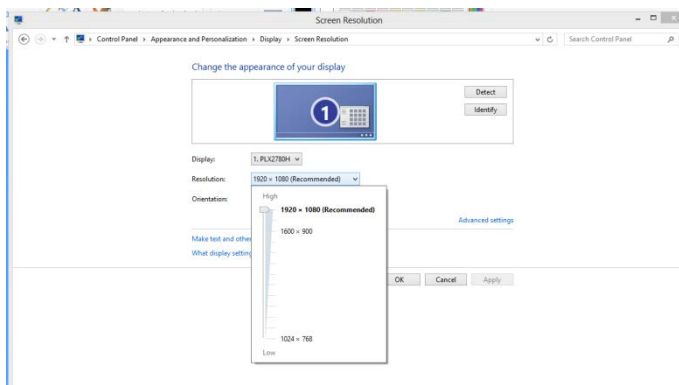 Screen Resolution
Control Panel Appearance and Personalization Display Screen Resolution
Search Control Panel
Change the appearance of your display
1
Detect
Identify
Display: 1. PLX2780H
Resolution: 1920 × 1080 (Recommended)
Orientation:
High
1920 × 1080 (Recommended)
1600 × 900
Advanced settings
Make text and other
What display setting
OK Cancel Apply
1024 × 768
Low